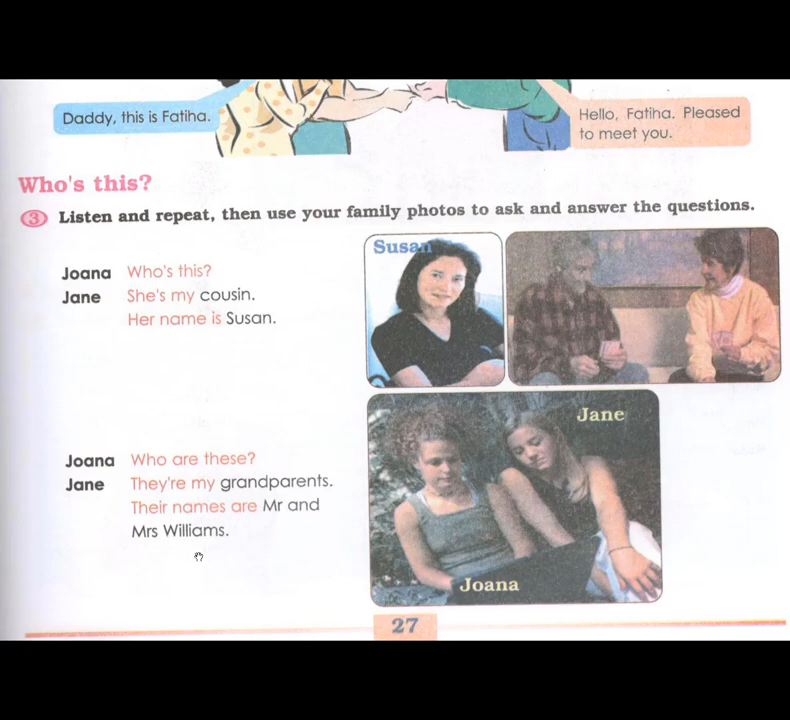 Daddy, this is Fatiha.
Hello, Fatiha. Pleased
to meet you.
Who's this?
3 Listen and repeat, then use your family photos to ask and answer the questions.
Joana Who's this?
Jane She's my cousin.
Her name is Susan.
Susan
Joana Who are these?
Jane They're my grandparents.
Their names are Mr and
Mrs Williams.
Jane
Joana
27